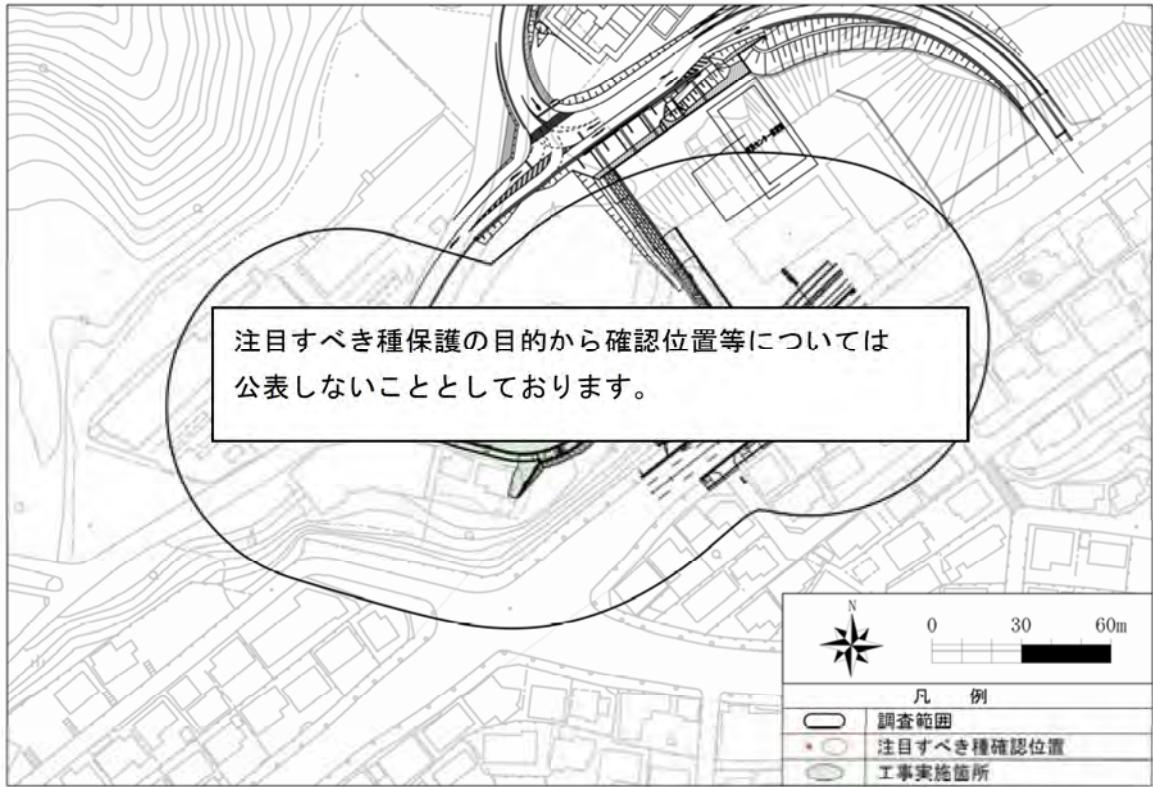 注目すべき種保護の目的から確認位置等については
公表しないこととしております。
N
0 30 60m
凡 例
調査範囲
注目すべき種確認位置
工事実施箇所